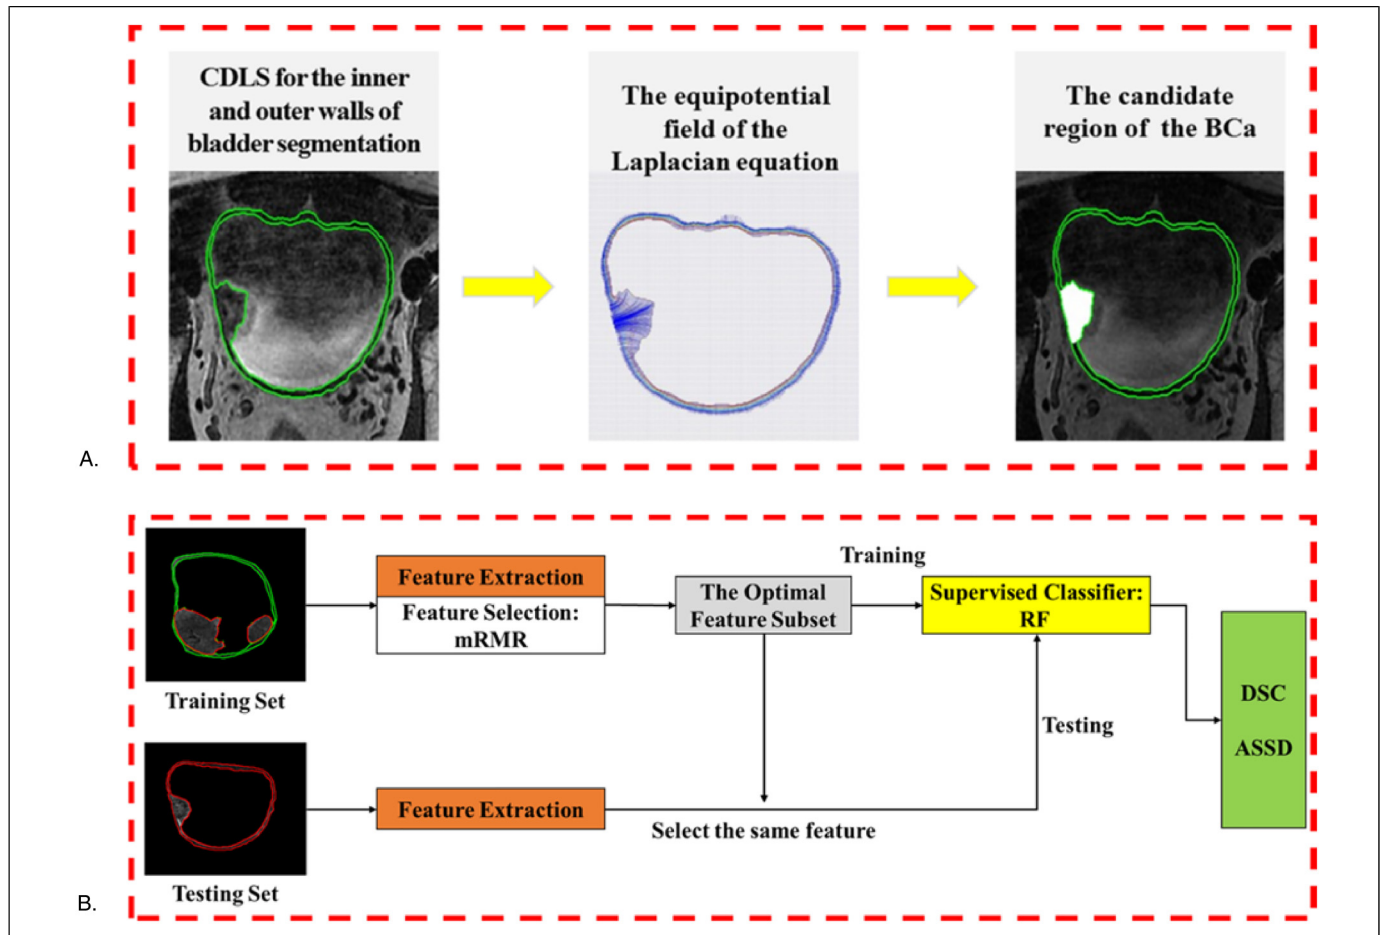 CDLS for the inner
and outer walls of
bladder segmentation
The equipotential
field of the
Laplacian equation
The candidate
region of the BCa
A.
Training Set
Feature Extraction
Feature Selection:
mRMR
The Optimal
Feature Subset
Training
Supervised Classifier:
RF
Testing
DSC
ASSD
Testing Set
Feature Extraction
Select the same feature
B.